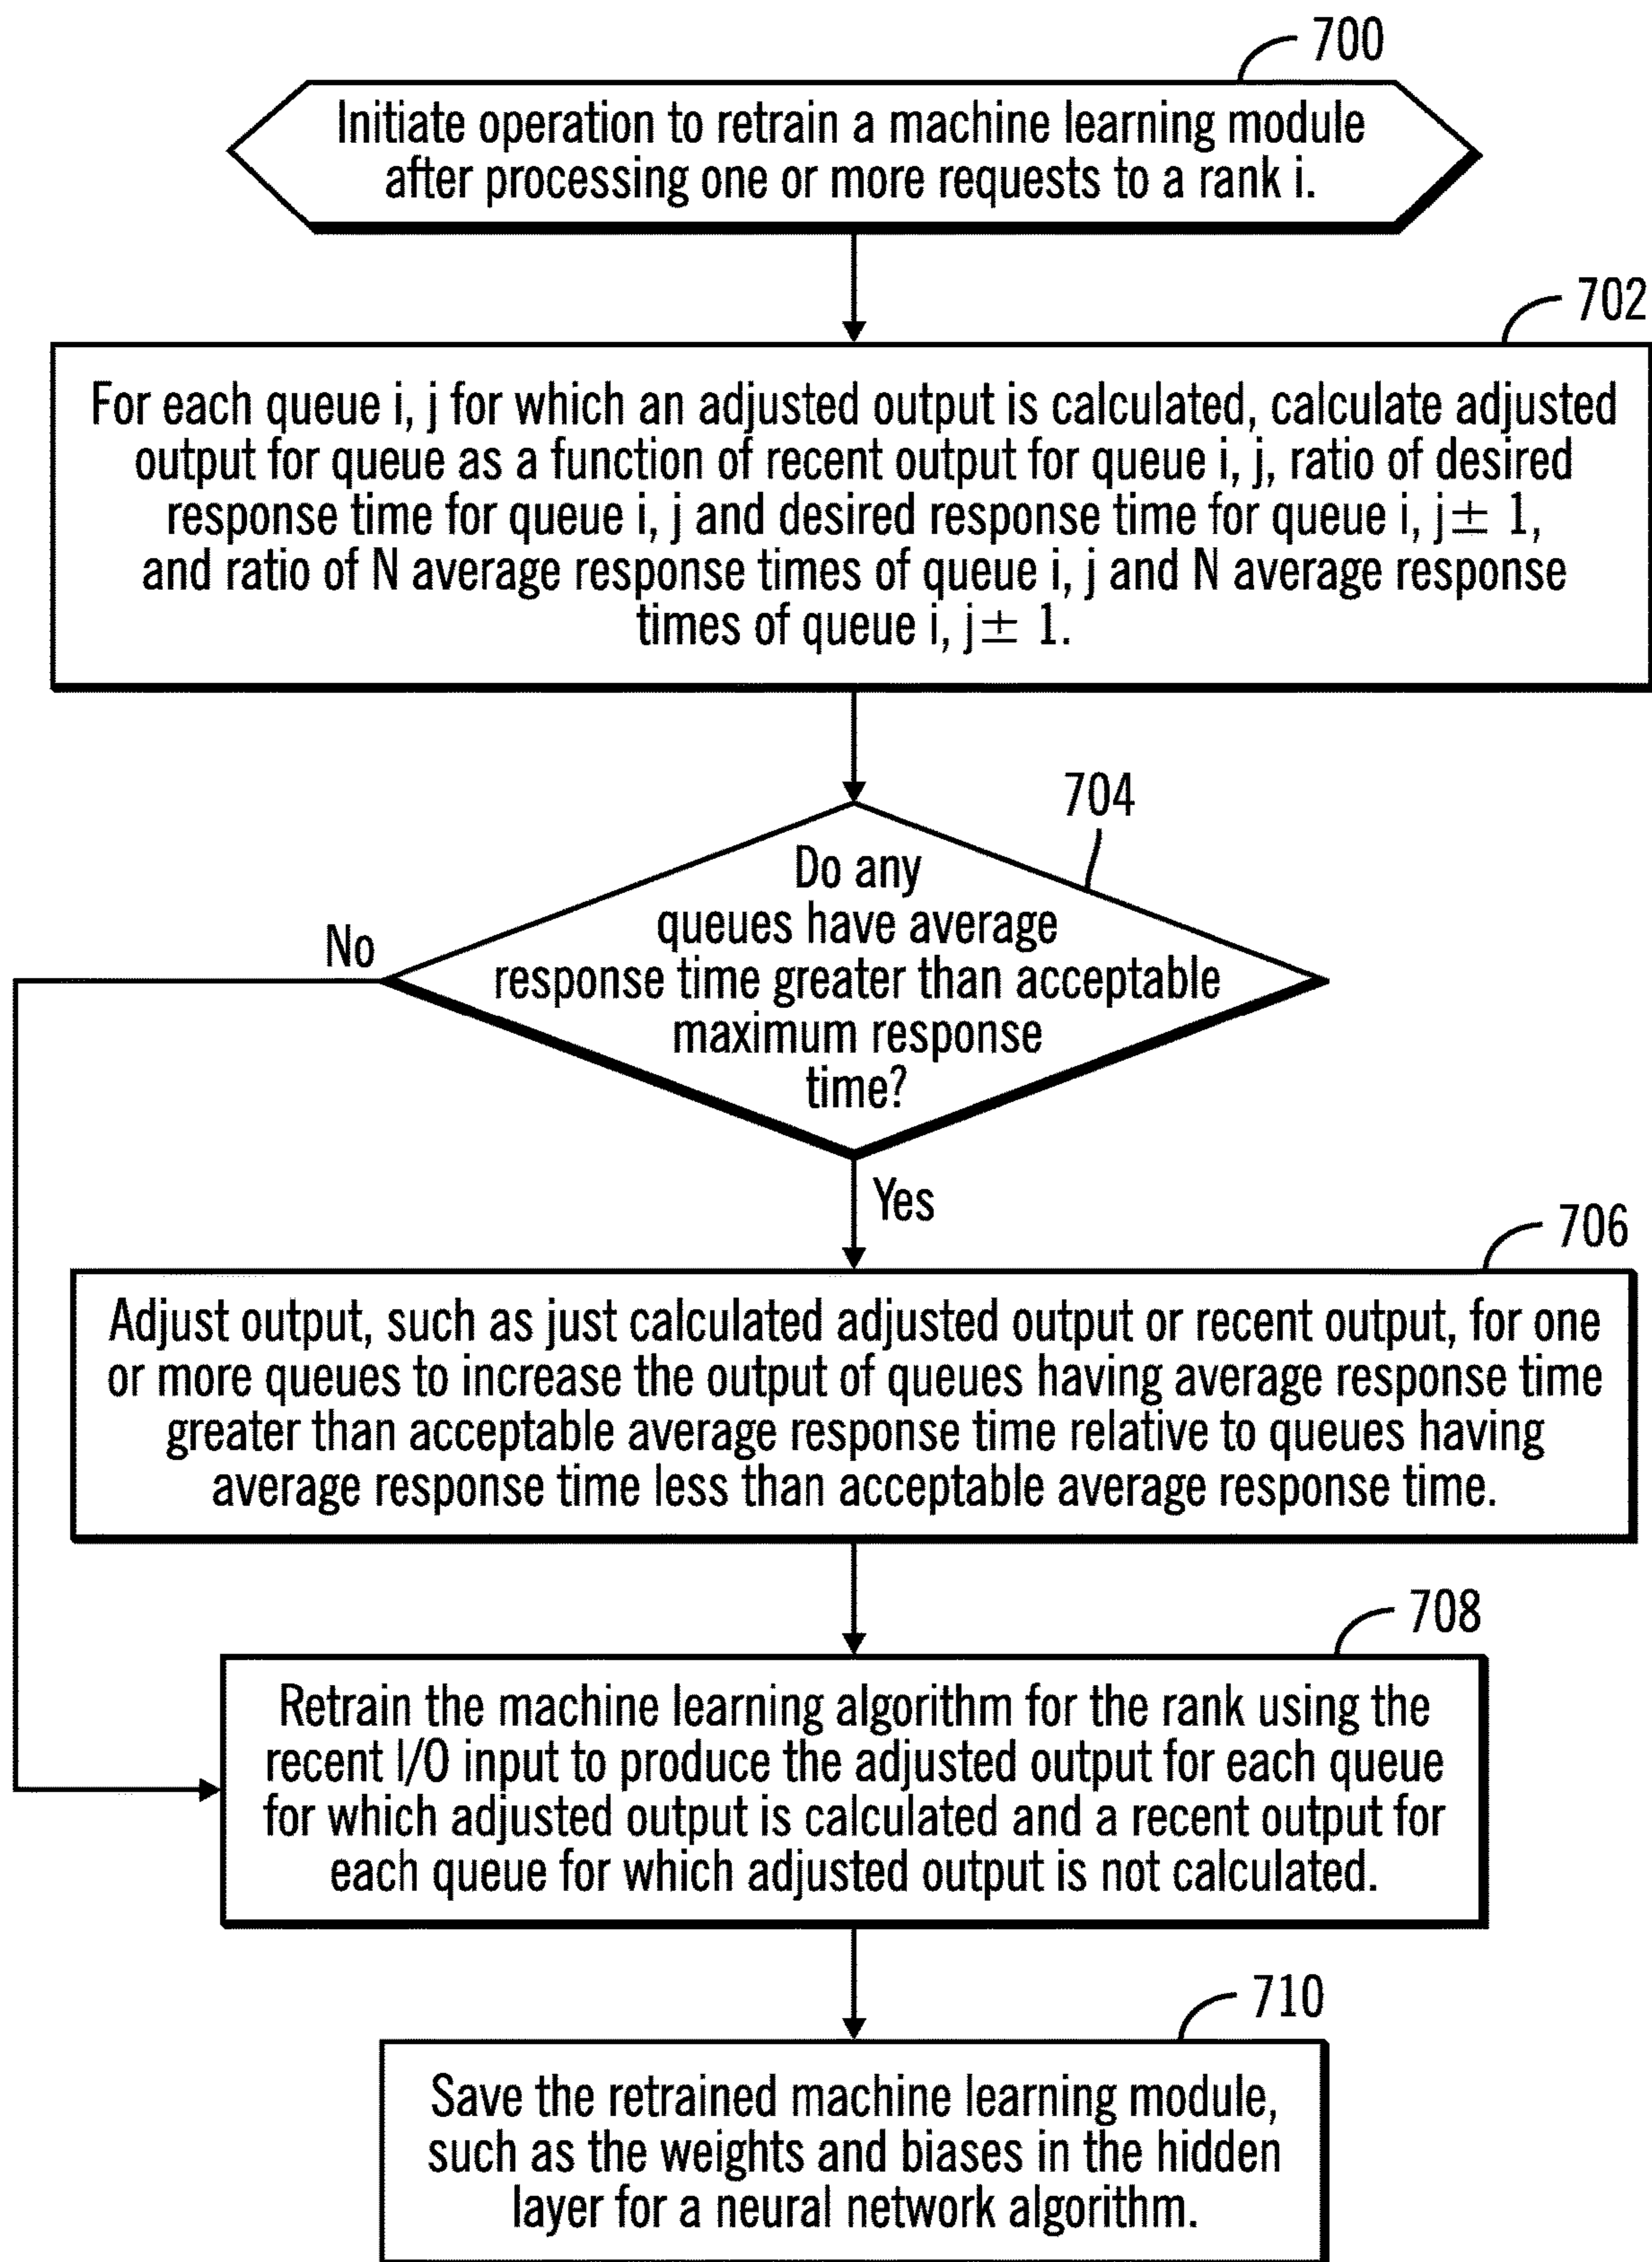 700
Initiate operation to retrain a machine learning module
after processing one or more requests to a rank i.
702
For each queue i, j for which an adjusted output is calculated, calculate adjusted
output for queue as a function of recent output for queue i, j, ratio of desired
response time for queue i, j and desired response time for queue i, j ± 1,
and ratio of N average response times of queue i, j and N average response
times of queue i, j ± 1.
704
Do any
queues have average
response time greater than acceptable
maximum response
time?
No
Yes
706
Adjust output, such as just calculated adjusted output or recent output, for one
or more queues to increase the output of queues having average response time
greater than acceptable average response time relative to queues having
average response time less than acceptable average response time.
708
Retrain the machine learning algorithm for the rank using the
recent I/O input to produce the adjusted output for each queue
for which adjusted output is calculated and a recent output for
each queue for which adjusted output is not calculated.
710
Save the retrained machine learning module,
such as the weights and biases in the hidden
layer for a neural network algorithm.